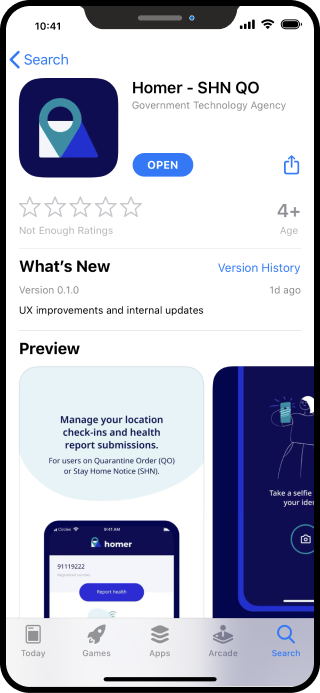 10:41
Search
Homer - SHN QO
Government Technology Agency
OPEN
Not Enough Ratings
4+
Age
What's New
Version History
Version 0.1.0
1d ago
UX improvements and internal updates
Preview
Manage your location
check-ins and health
report submissions.
For users on Quarantine Order (QO)
or Stay Home Notice (SHN).
Take a selfie
your iden
9:41 AM
homer
91119222
Registered number
Report health
Today
Games
Apps
Arcade
Search